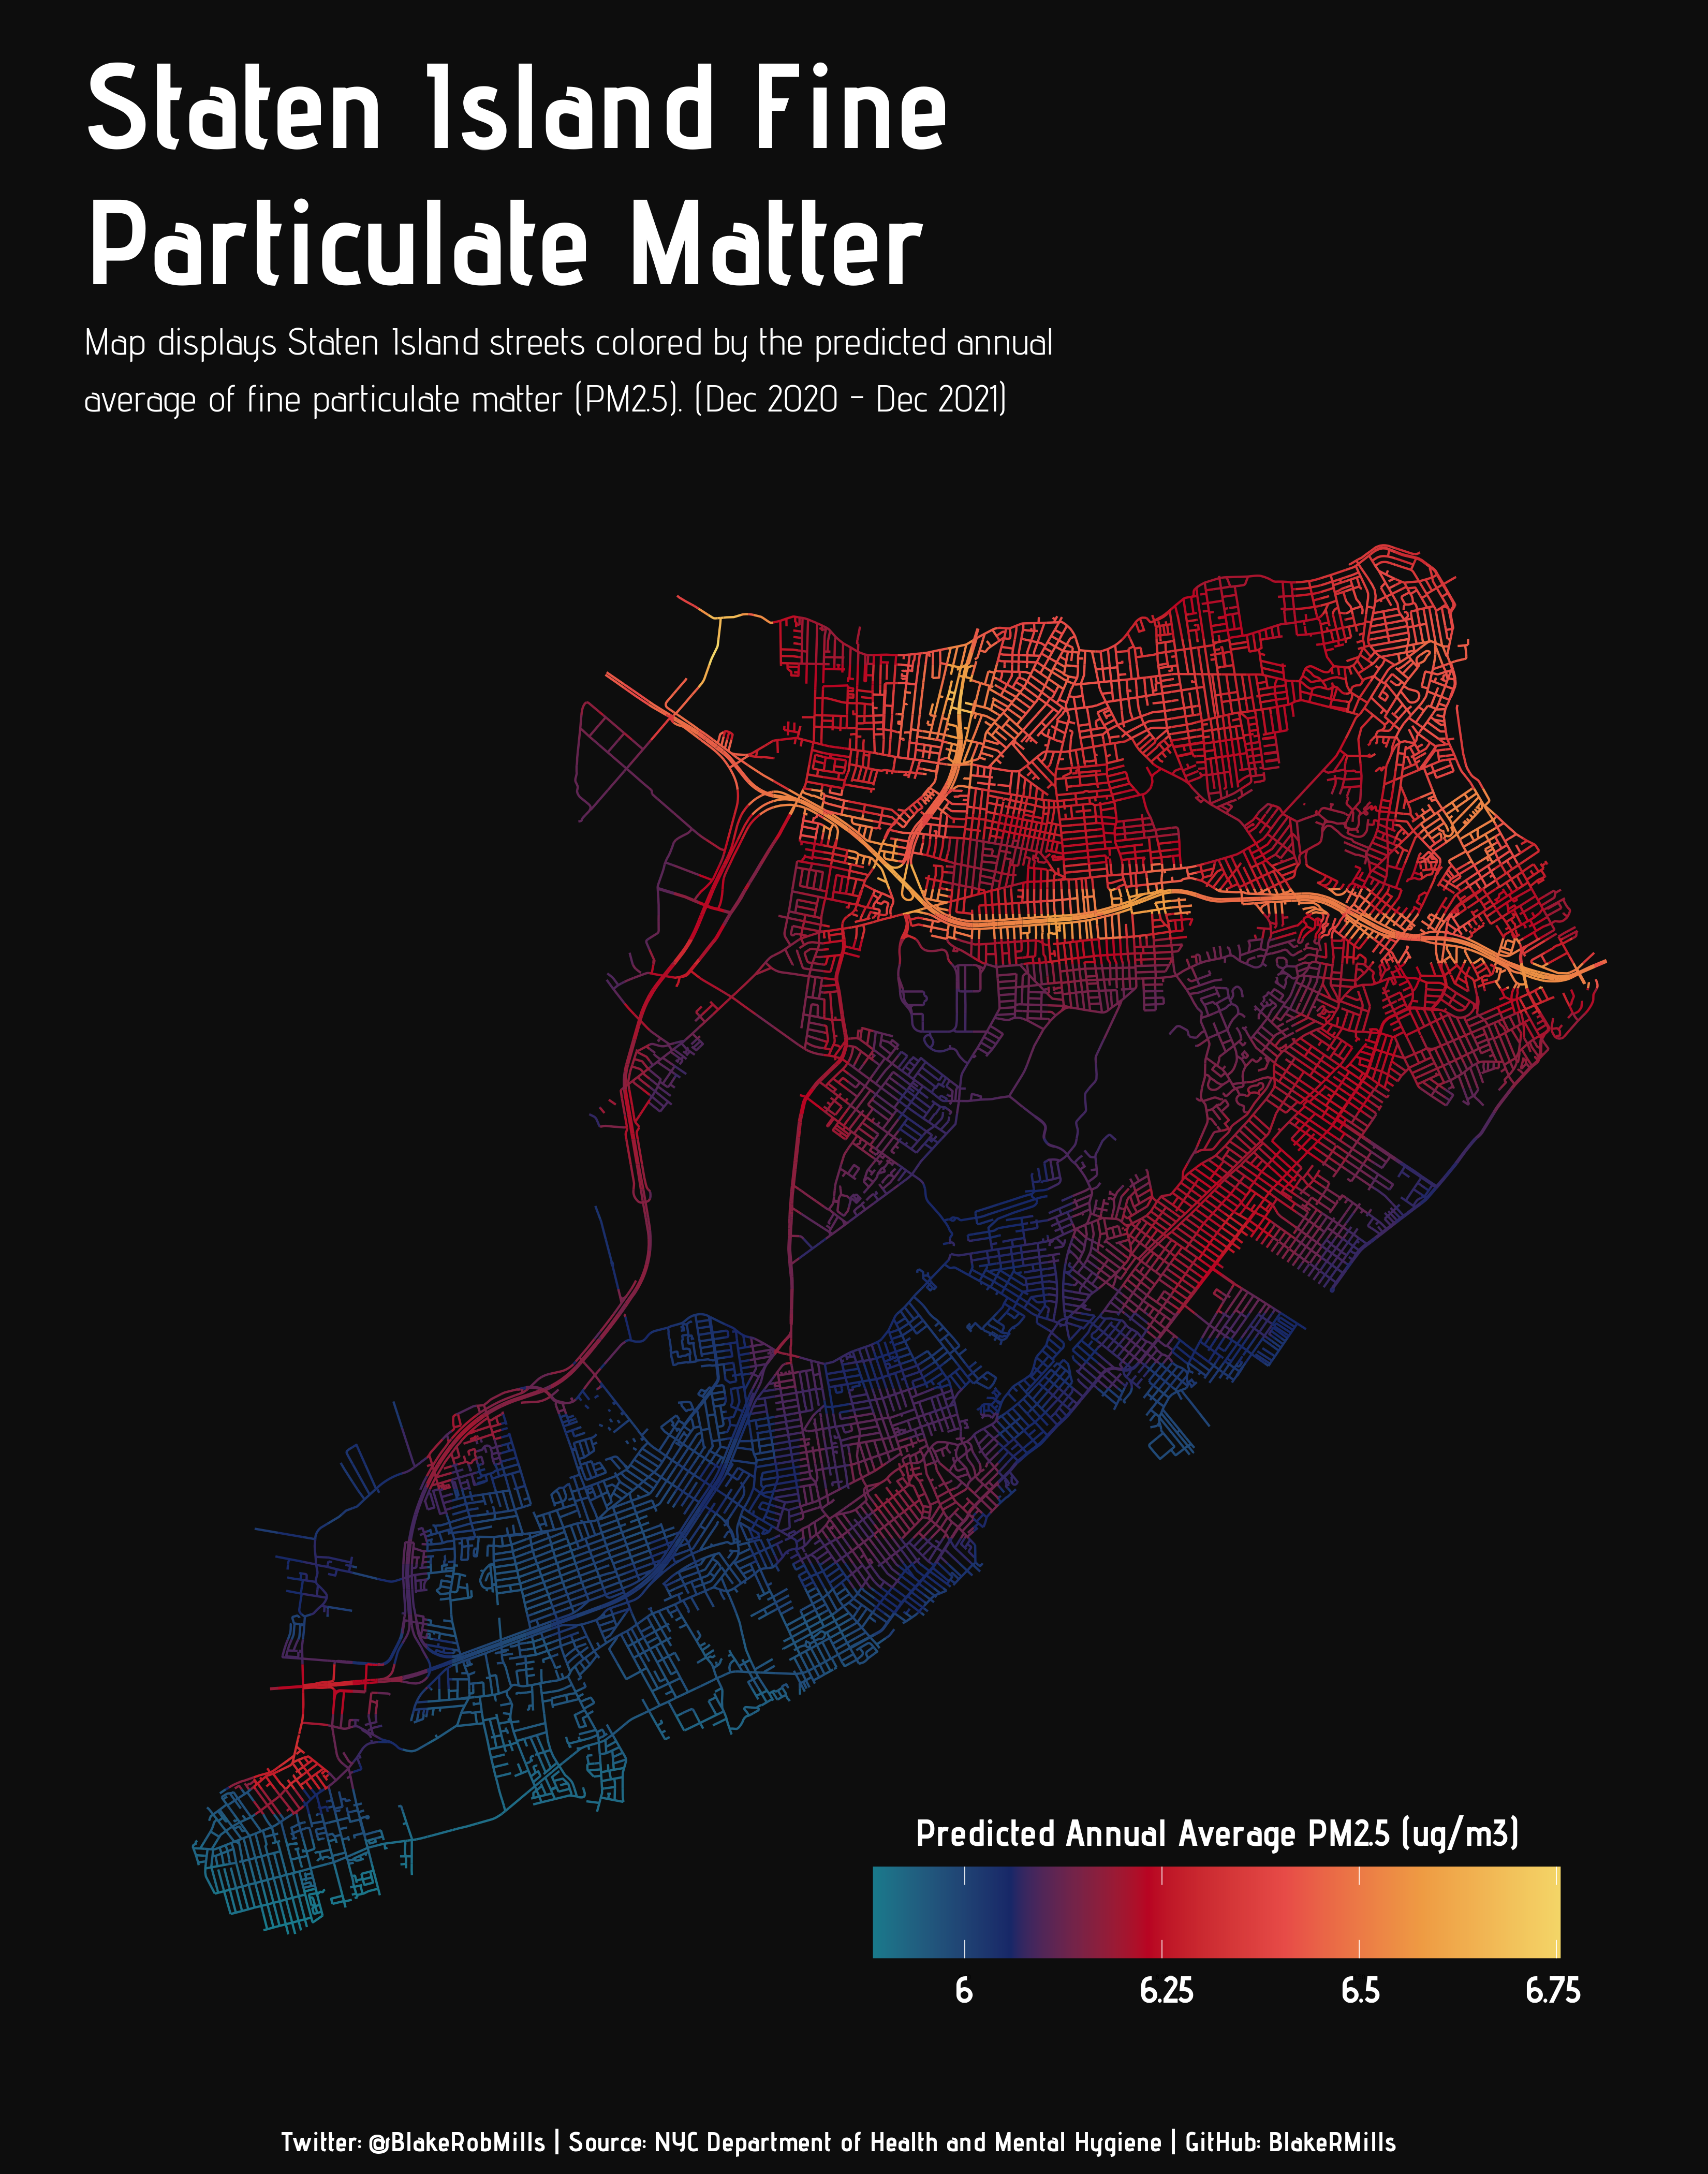 Staten Island Fine
Particulate Matter
Map displays Staten Island streets colored by the predicted annual
average of fine particulate matter (PM2.5). (Dec 2020 - Dec 2021)
Predicted Annual Average PM2.5 (ug/m3)
6 6.25 6.5 6.75
Twitter: @BlakeRobMills | Source: NYC Department of Health and Mental Hygiene | GitHub: BlakeRMills